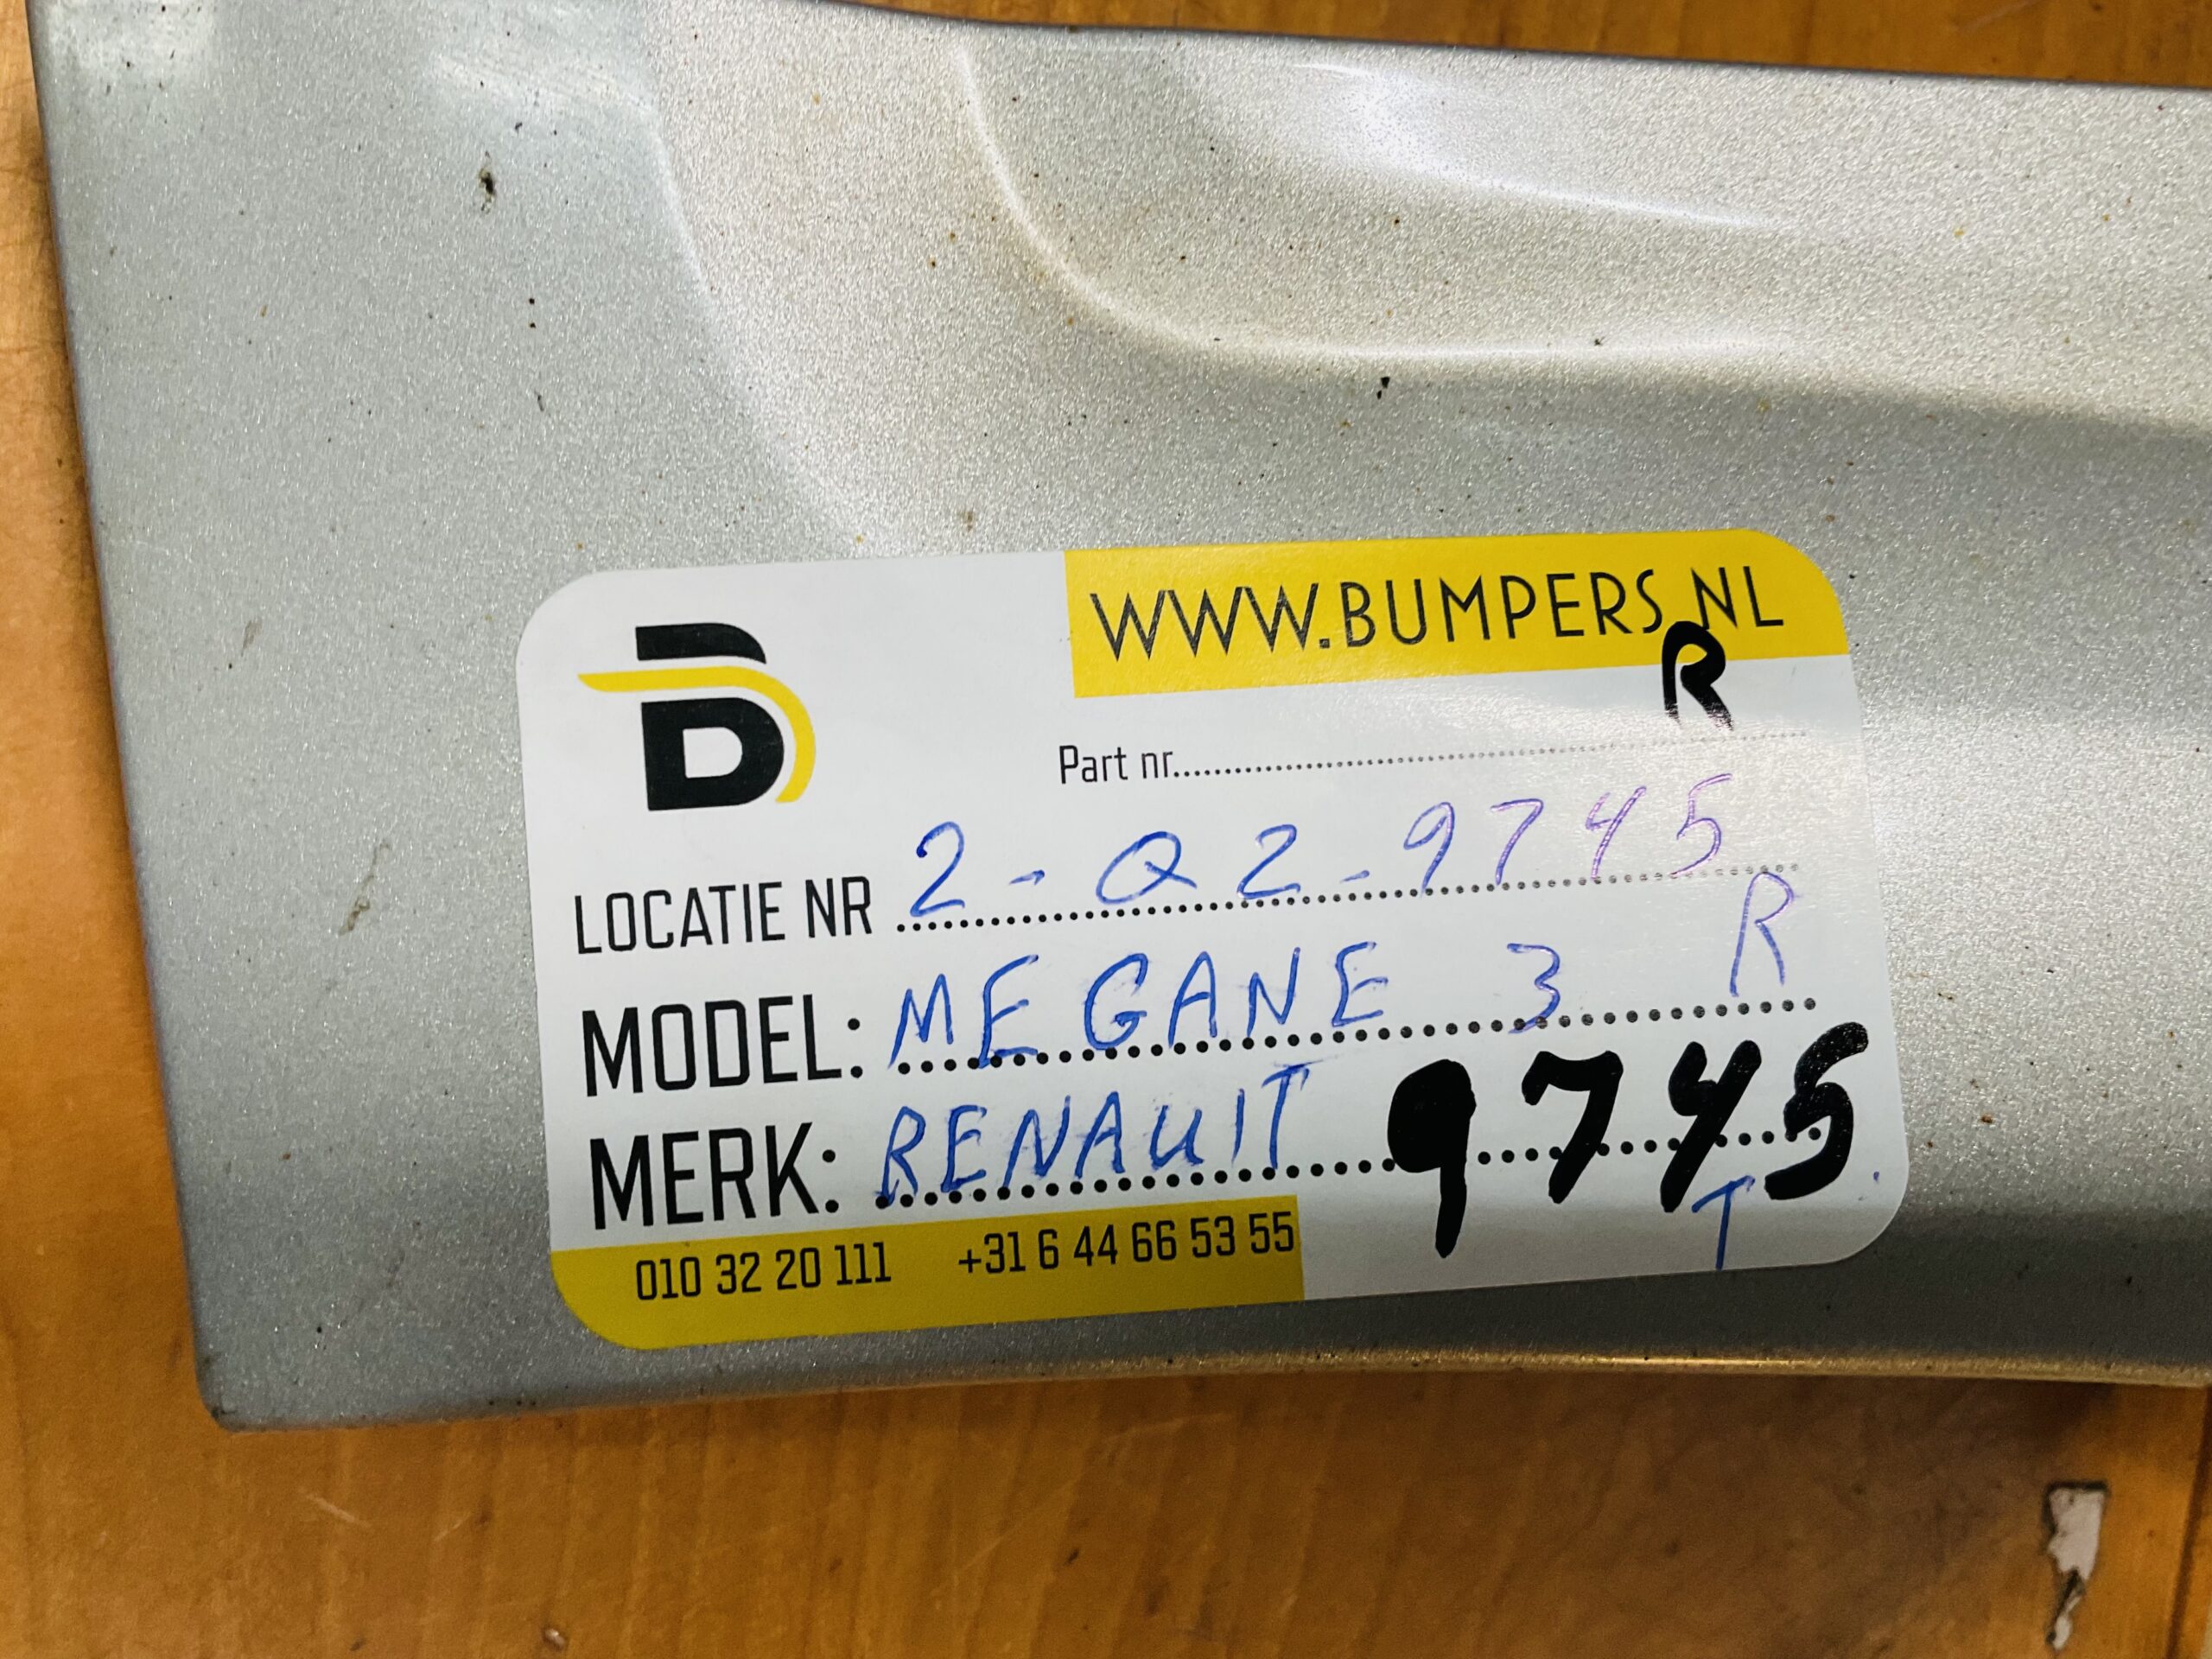 WWW.BUMPERS.NL
B
R
Part nr........................
LOCATIE NR 2-Q2-9745
R
MODEL: MEGANE 3
MERK: RENAUIT 9745
T
010 32 20 111 +31 6 44 66 53 55